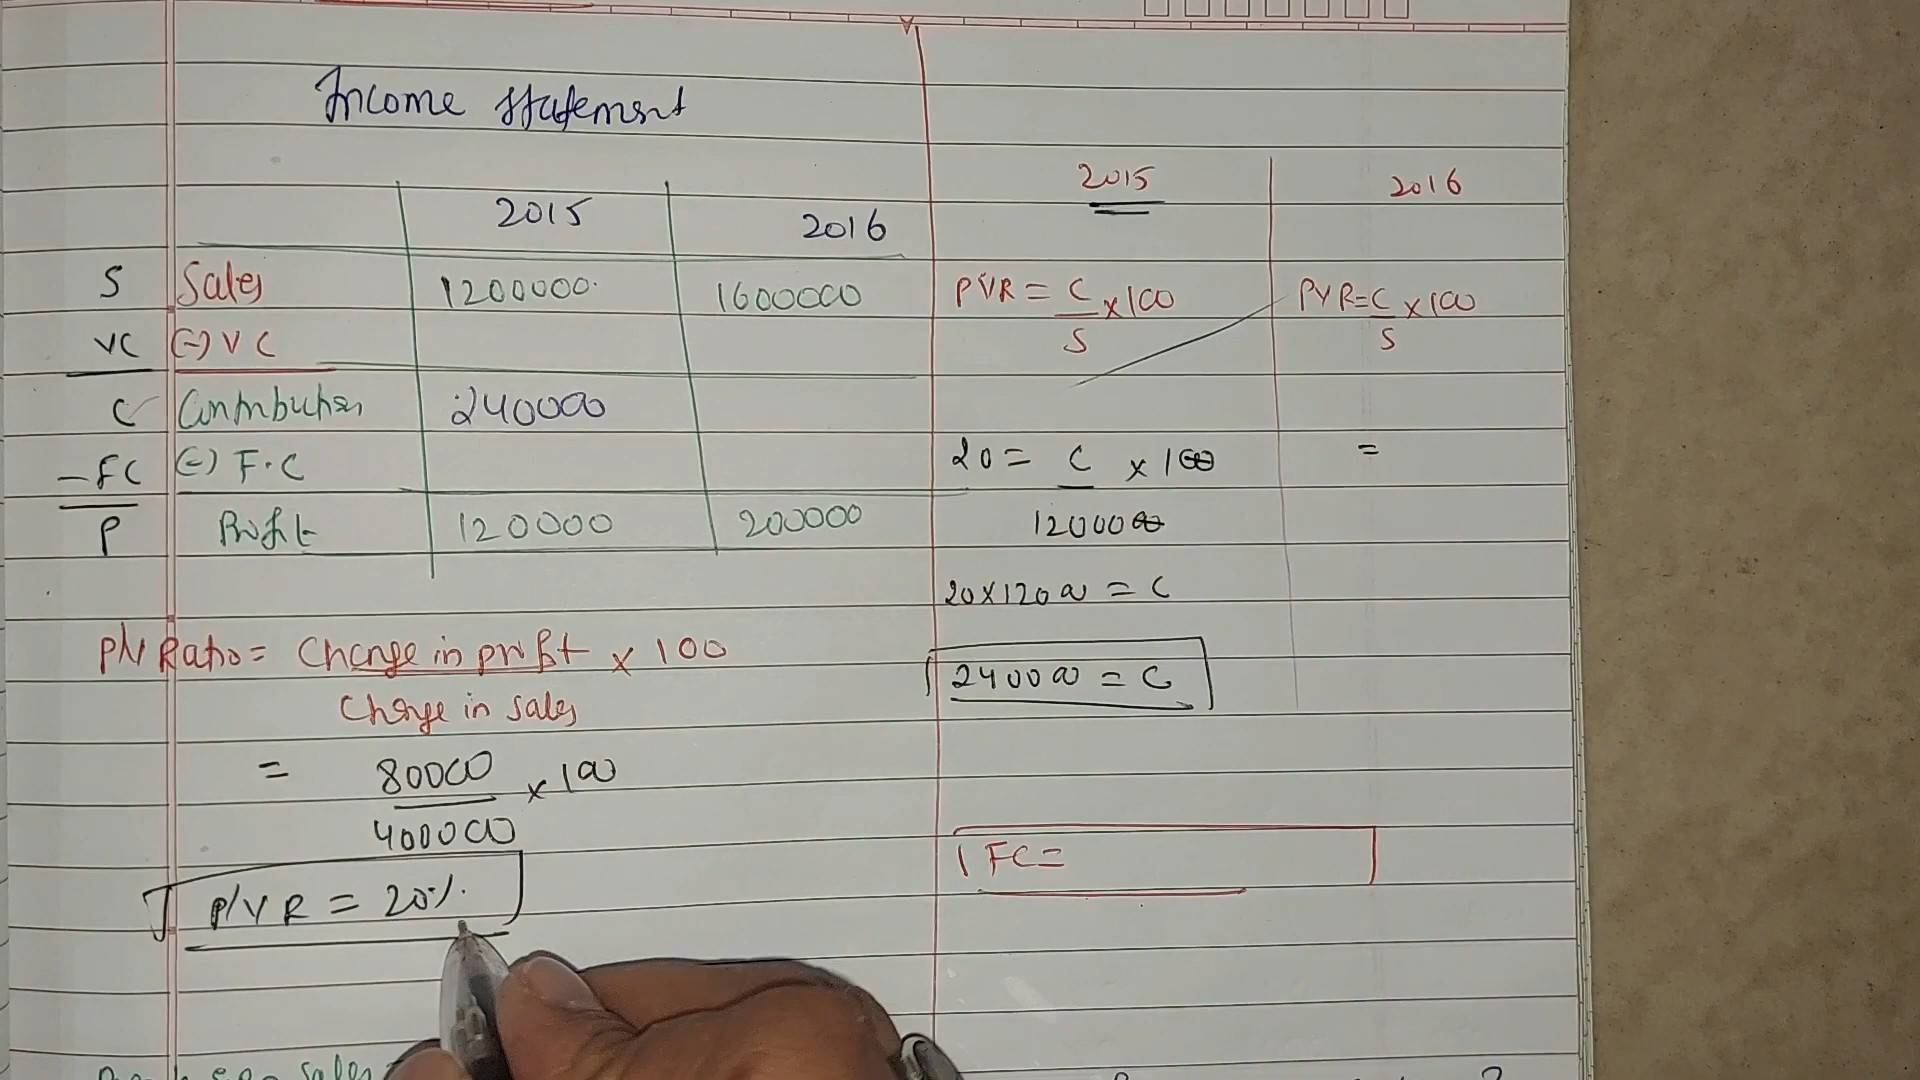 Income statement
2015 2016
S Sales 1200000 1600000
VC (-) V C
C Contribution 240000
- FC (-) F.C
P Profit 120000 200000
P/V Ratio = Change in profit × 100
Change in sales
= 80000 × 100
400000
P/V R = 20%
2015 2016
PVR = C × 100 PVR = C × 100
S S
20 = C × 100 =
1200000
20 × 12000 = C
240000 = C
FC =